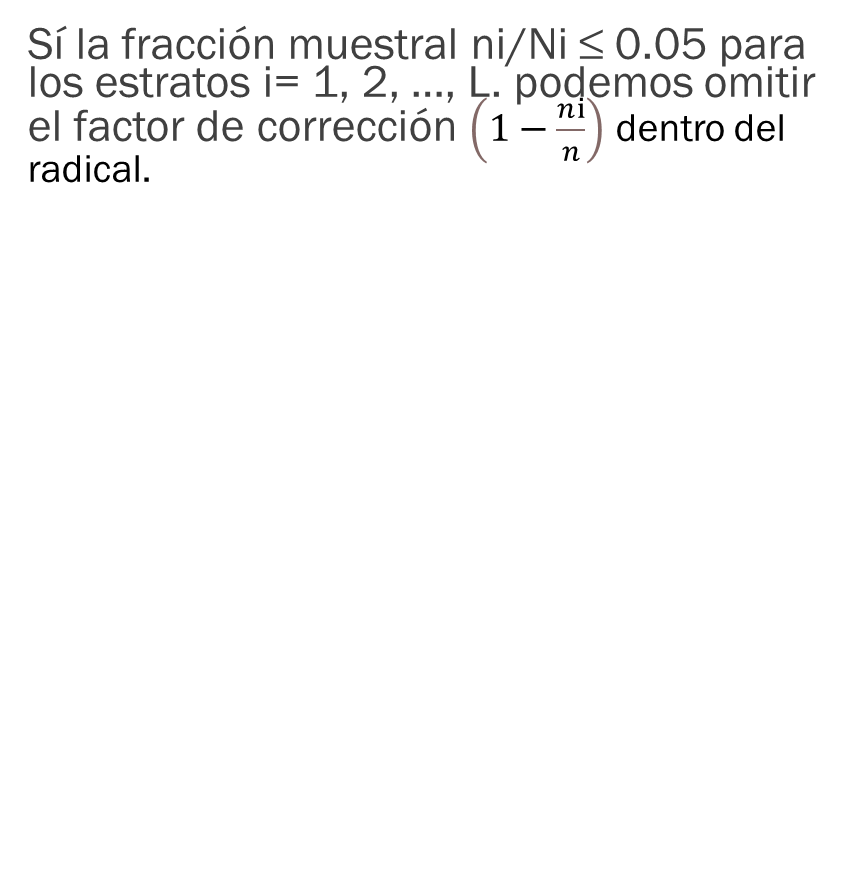 Sí la fracción muestral ni/Ni ≤ 0.05 para
los estratos i= 1, 2, ..., L. podemos omitir
el factor de corrección (1 − ni/n) dentro del
radical.